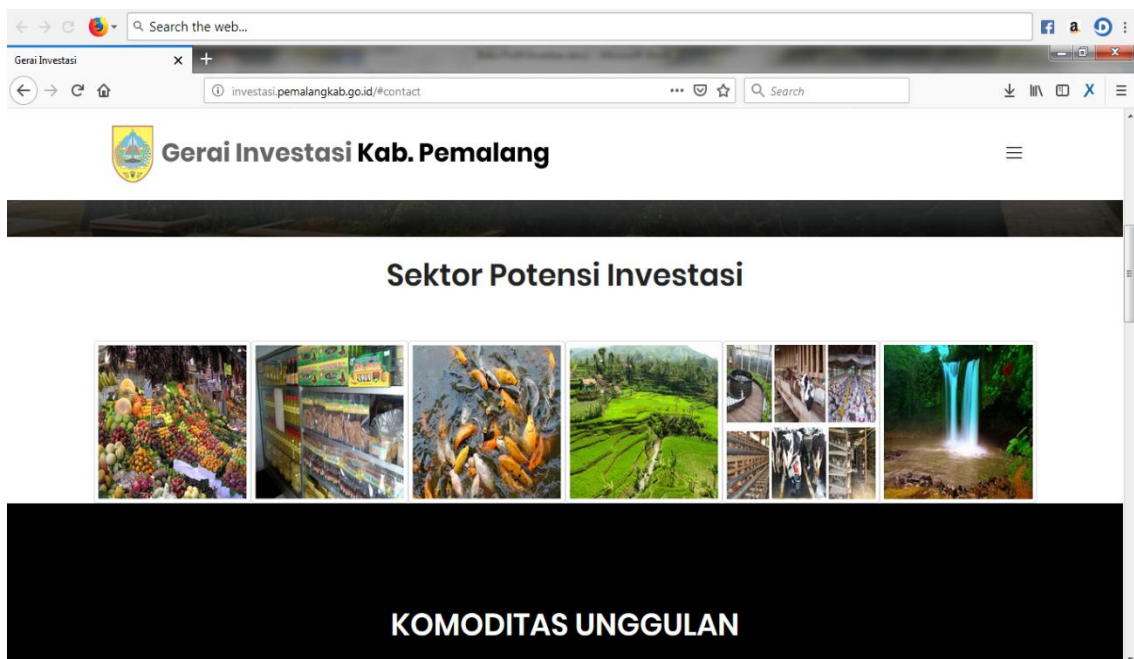 Search the web...
Gerai Investasi
investasi.pemalangkab.go.id/#contact
Search
Gerai Investasi Kab. Pemalang
Sektor Potensi Investasi
KOMODITAS UNGGULAN